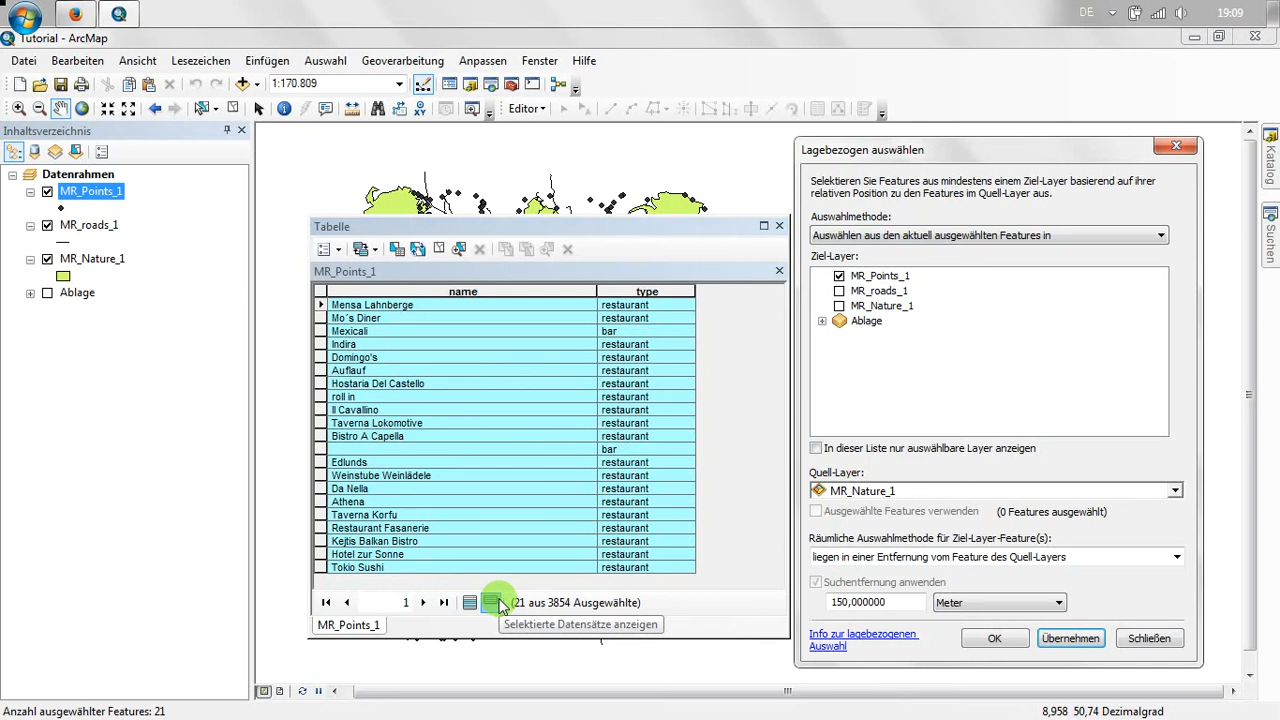 DE
19:09
Tutorial - ArcMap
Datei Bearbeiten Ansicht Lesezeichen Einfügen Auswahl Geoverarbeitung Anpassen Fenster Hilfe
1:170.809
Editor
Inhaltsverzeichnis
Datenrahmen
MR_Points_1
MR_roads_1
MR_Nature_1
Ablage
Tabelle
MR_Points_1
name type
Mensa Lahnberge restaurant
Mo´s Diner restaurant
Mexicali bar
Indira restaurant
Domingo's restaurant
Auflauf restaurant
Hostaria Del Castello restaurant
roll in restaurant
Il Cavallino restaurant
Taverna Lokomotive restaurant
Bistro A Capella restaurant
bar
Edlunds restaurant
Weinstube Weinlädele restaurant
Da Nella restaurant
Athena restaurant
Taverna Korfu restaurant
Restaurant Fasanerie restaurant
Kejtis Balkan Bistro restaurant
Hotel zur Sonne restaurant
Tokio Sushi restaurant
1 (21 aus 3854 Ausgewählte)
MR_Points_1
Selektierte Datensätze anzeigen
Lagebezogen auswählen
Selektieren Sie Features aus mindestens einem Ziel-Layer basierend auf ihrer
relativen Position zu den Features im Quell-Layer aus.
Auswahlmethode:
Auswählen aus den aktuell ausgewählten Features in
Ziel-Layer:
MR_Points_1
MR_roads_1
MR_Nature_1
Ablage
In dieser Liste nur auswählbare Layer anzeigen
Quell-Layer:
MR_Nature_1
Ausgewählte Features verwenden (0 Features ausgewählt)
Räumliche Auswahlmethode für Ziel-Layer-Feature(s):
liegen in einer Entfernung vom Feature des Quell-Layers
Suchentfernung anwenden
150,000000 Meter
Info zur lagebezogenen
Auswahl
OK Übernehmen Schließen
Katalog
Suchen
Anzahl ausgewählter Features: 21
8,958 50,74 Dezimalgrad